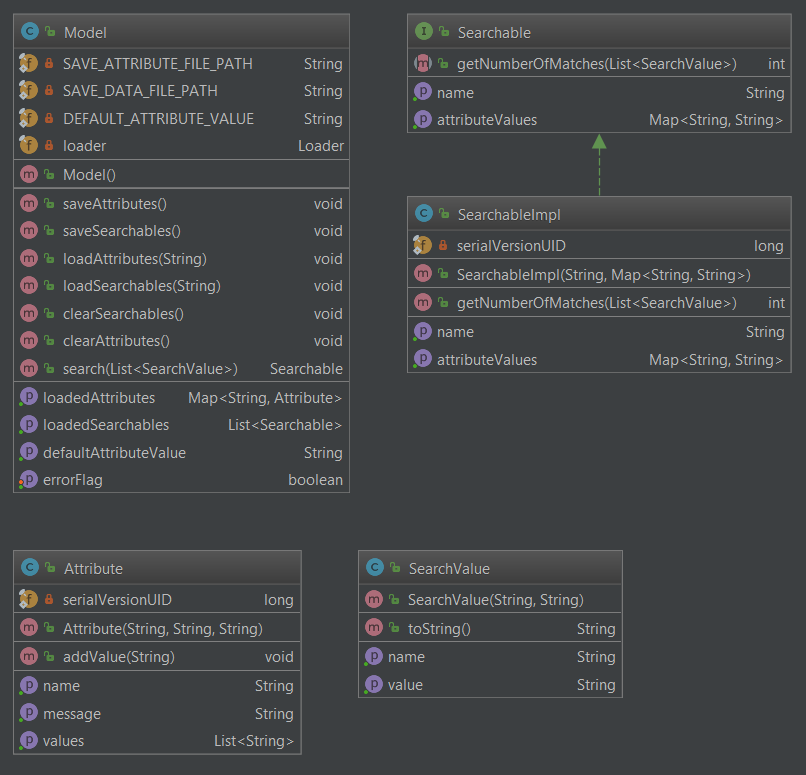 C Model
f SAVE_ATTRIBUTE_FILE_PATH String
f SAVE_DATA_FILE_PATH String
f DEFAULT_ATTRIBUTE_VALUE String
f loader Loader
m Model()
m saveAttributes() void
m saveSearchables() void
m loadAttributes(String) void
m loadSearchables(String) void
m clearSearchables() void
m clearAttributes() void
m search(List<SearchValue>) Searchable
p loadedAttributes Map<String, Attribute>
p loadedSearchables List<Searchable>
p defaultAttributeValue String
p errorFlag boolean
I Searchable
m getNumberOfMatches(List<SearchValue>) int
p name String
p attributeValues Map<String, String>
C SearchableImpl
f serialVersionUID long
m SearchableImpl(String, Map<String, String>)
m getNumberOfMatches(List<SearchValue>) int
p name String
p attributeValues Map<String, String>
C Attribute
f serialVersionUID long
m Attribute(String, String, String)
m addValue(String) void
p name String
p message String
p values List<String>
C SearchValue
m SearchValue(String, String)
m toString() String
p name String
p value String